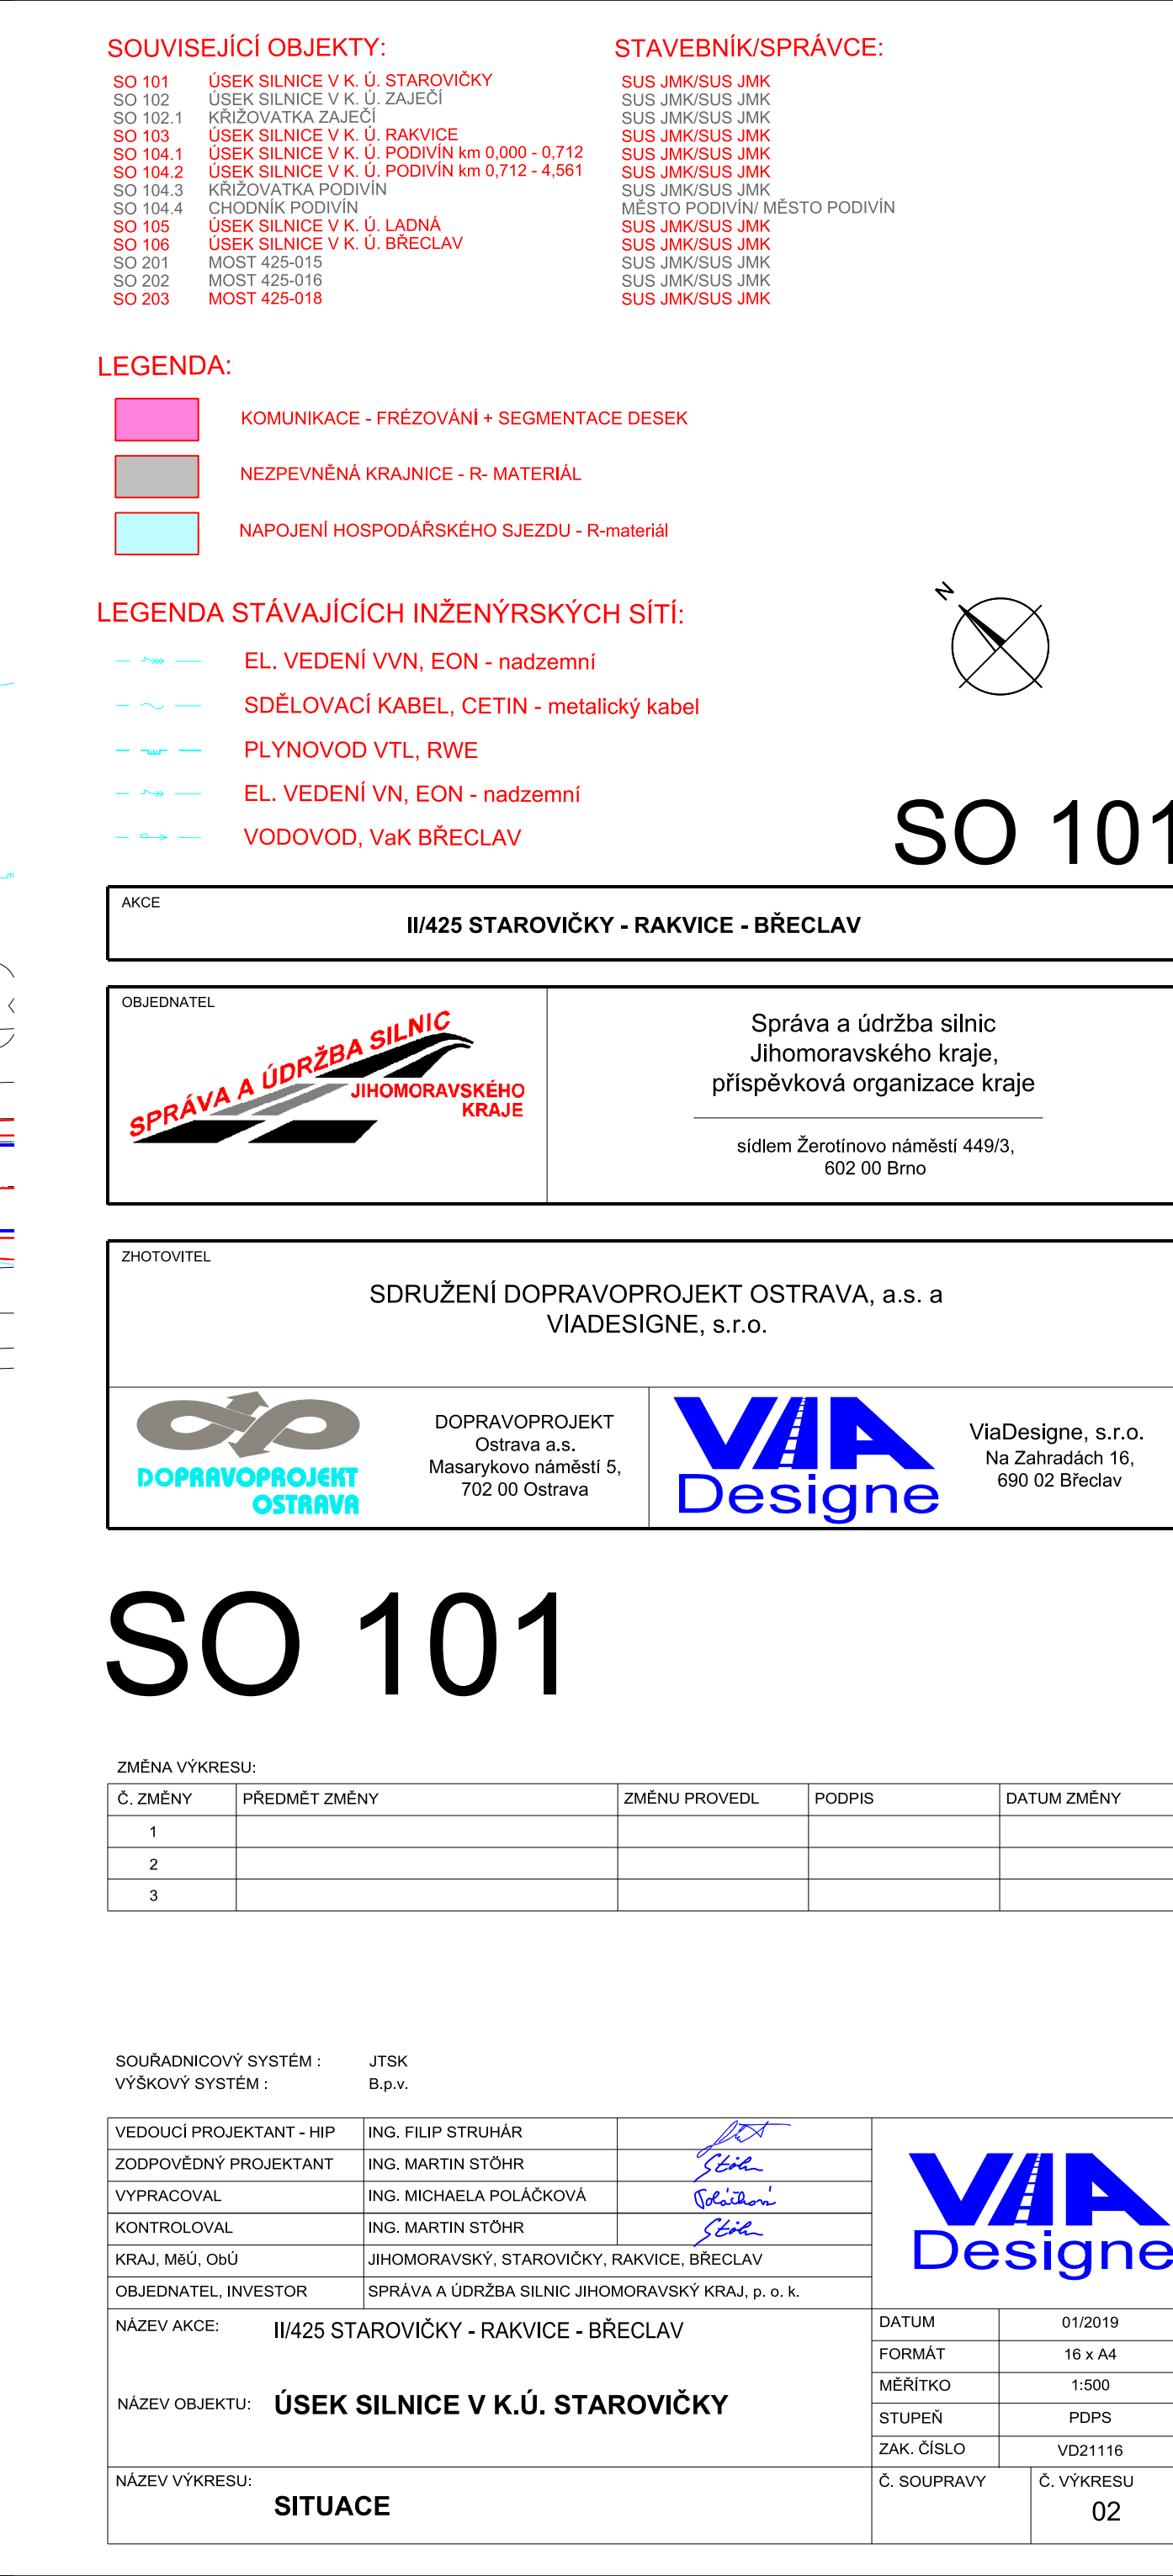 SOUVISEJÍCÍ OBJEKTY: STAVEBNÍK/SPRÁVCE:
SO 101 ÚSEK SILNICE V K. Ú. STAROVIČKY SUS JMK/SUS JMK
SO 102 ÚSEK SILNICE V K. Ú. ZAJEČÍ SUS JMK/SUS JMK
SO 102.1 KŘIŽOVATKA ZAJEČÍ SUS JMK/SUS JMK
SO 103 ÚSEK SILNICE V K. Ú. RAKVICE SUS JMK/SUS JMK
SO 104.1 ÚSEK SILNICE V K. Ú. PODIVÍN km 0,000 - 0,712 SUS JMK/SUS JMK
SO 104.2 ÚSEK SILNICE V K. Ú. PODIVÍN km 0,712 - 4,561 SUS JMK/SUS JMK
SO 104.3 KŘIŽOVATKA PODIVÍN SUS JMK/SUS JMK
SO 104.4 CHODNÍK PODIVÍN MĚSTO PODIVÍN/ MĚSTO PODIVÍN
SO 105 ÚSEK SILNICE V K. Ú. LADNÁ SUS JMK/SUS JMK
SO 106 ÚSEK SILNICE V K. Ú. BŘECLAV SUS JMK/SUS JMK
SO 201 MOST 425-015 SUS JMK/SUS JMK
SO 202 MOST 425-016 SUS JMK/SUS JMK
SO 203 MOST 425-018 SUS JMK/SUS JMK
LEGENDA:
KOMUNIKACE - FRÉZOVÁNÍ + SEGMENTACE DESEK
NEZPEVNĚNÁ KRAJNICE - R- MATERIÁL
NAPOJENÍ HOSPODÁŘSKÉHO SJEZDU - R-materiál
LEGENDA STÁVAJÍCÍCH INŽENÝRSKÝCH SÍTÍ:
N
EL. VEDENÍ VVN, EON - nadzemní
SDĚLOVACÍ KABEL, CETIN - metalický kabel
PLYNOVOD VTL, RWE
EL. VEDENÍ VN, EON - nadzemní
VODOVOD, VaK BŘECLAV
SO 101
AKCE
II/425 STAROVIČKY - RAKVICE - BŘECLAV
OBJEDNATEL
SPRÁVA A ÚDRŽBA SILNIC
JIHOMORAVSKÉHO
KRAJE
Správa a údržba silnic
Jihomoravského kraje,
příspěvková organizace kraje
sídlem Žerotínovo náměstí 449/3,
602 00 Brno
ZHOTOVITEL
SDRUŽENÍ DOPRAVOPROJEKT OSTRAVA, a.s. a
VIADESIGNE, s.r.o.
DOPRAVOPROJEKT
OSTRAVA
DOPRAVOPROJEKT
Ostrava a.s.
Masarykovo náměstí 5,
702 00 Ostrava
VIA
Designe
ViaDesigne, s.r.o.
Na Zahradách 16,
690 02 Břeclav
SO 101
ZMĚNA VÝKRESU:
Č. ZMĚNY PŘEDMĚT ZMĚNY ZMĚNU PROVEDL PODPIS DATUM ZMĚNY
1
2
3
SOUŘADNICOVÝ SYSTÉM : JTSK
VÝŠKOVÝ SYSTÉM : B.p.v.
VEDOUCÍ PROJEKTANT - HIP ING. FILIP STRUHÁR
ZODPOVĚDNÝ PROJEKTANT ING. MARTIN STÖHR Stöhr
VYPRACOVAL ING. MICHAELA POLÁČKOVÁ Poláčková
KONTROLOVAL ING. MARTIN STÖHR Stöhr
KRAJ, MěÚ, ObÚ JIHOMORAVSKÝ, STAROVIČKY, RAKVICE, BŘECLAV
OBJEDNATEL, INVESTOR SPRÁVA A ÚDRŽBA SILNIC JIHOMORAVSKÝ KRAJ, p. o. k.
VIA
Designe
NÁZEV AKCE: II/425 STAROVIČKY - RAKVICE - BŘECLAV
NÁZEV OBJEKTU: ÚSEK SILNICE V K.Ú. STAROVIČKY
DATUM 01/2019
FORMÁT 16 x A4
MĚŘÍTKO 1:500
STUPEŇ PDPS
ZAK. ČÍSLO VD21116
NÁZEV VÝKRESU: SITUACE
Č. SOUPRAVY
Č. VÝKRESU
02